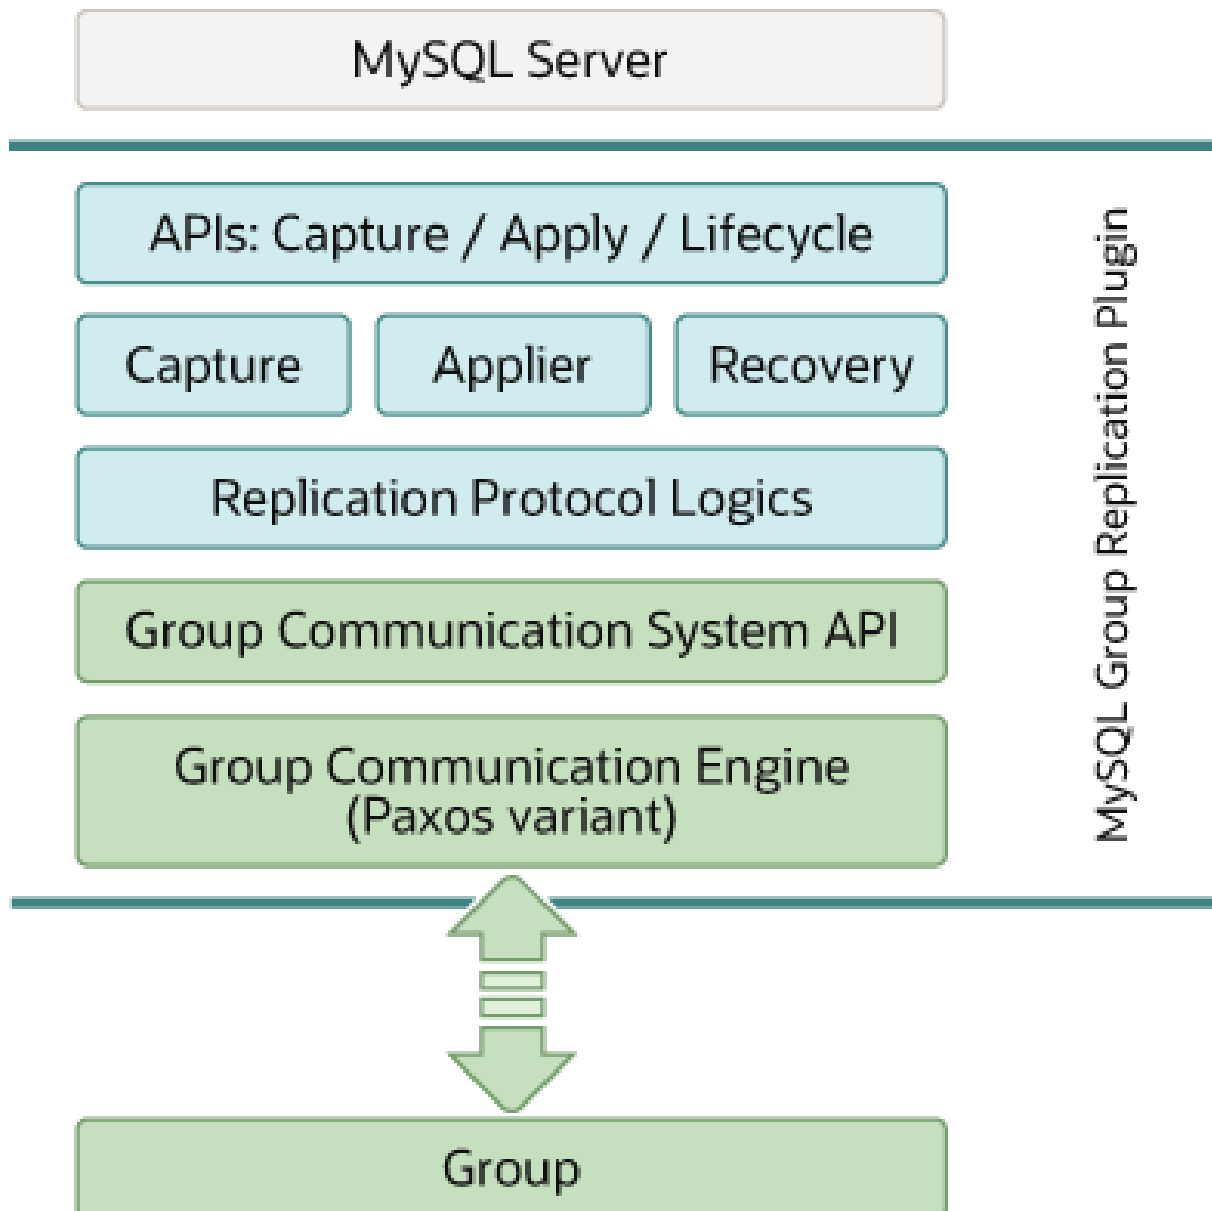 MySQL Server
APIs: Capture / Apply / Lifecycle
Capture
Applier
Recovery
Replication Protocol Logics
Group Communication System API
Group Communication Engine
(Paxos variant)
MySQL Group Replication Plugin
Group